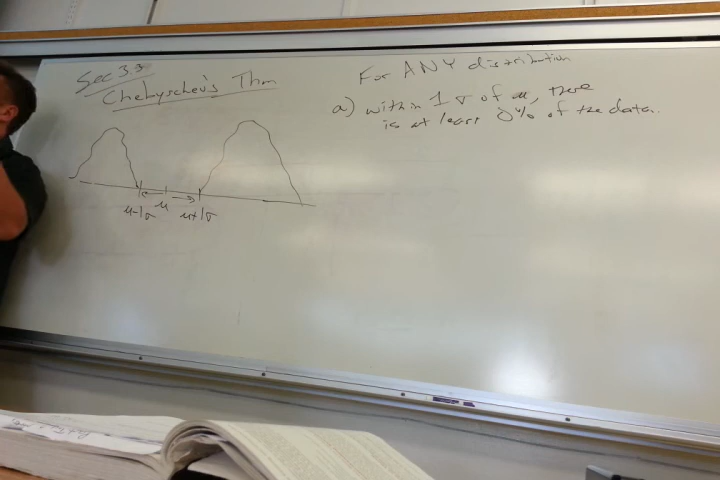 Sec 3.3
Chebyschev's Thm
For ANY distribution
a) within 1 σ of μ, there
is at least 0% of the data.
μ-1σ μ μ+1σ